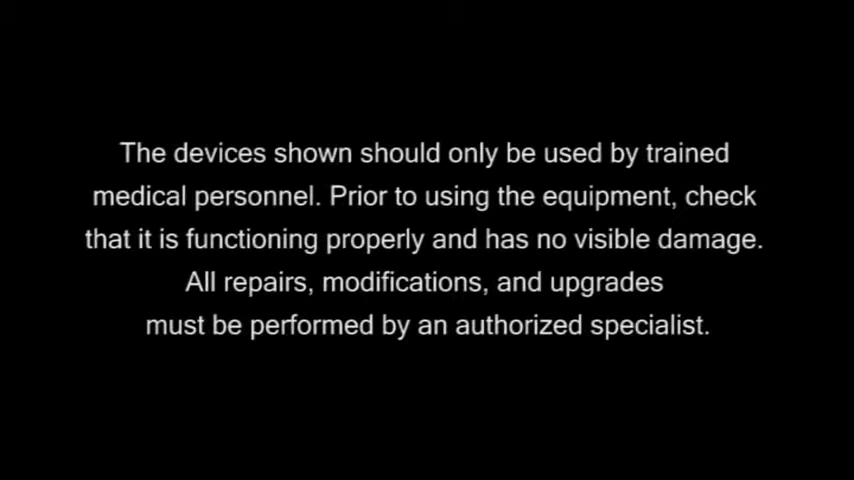 The devices shown should only be used by trained
medical personnel. Prior to using the equipment, check
that it is functioning properly and has no visible damage.
All repairs, modifications, and upgrades
must be performed by an authorized specialist.